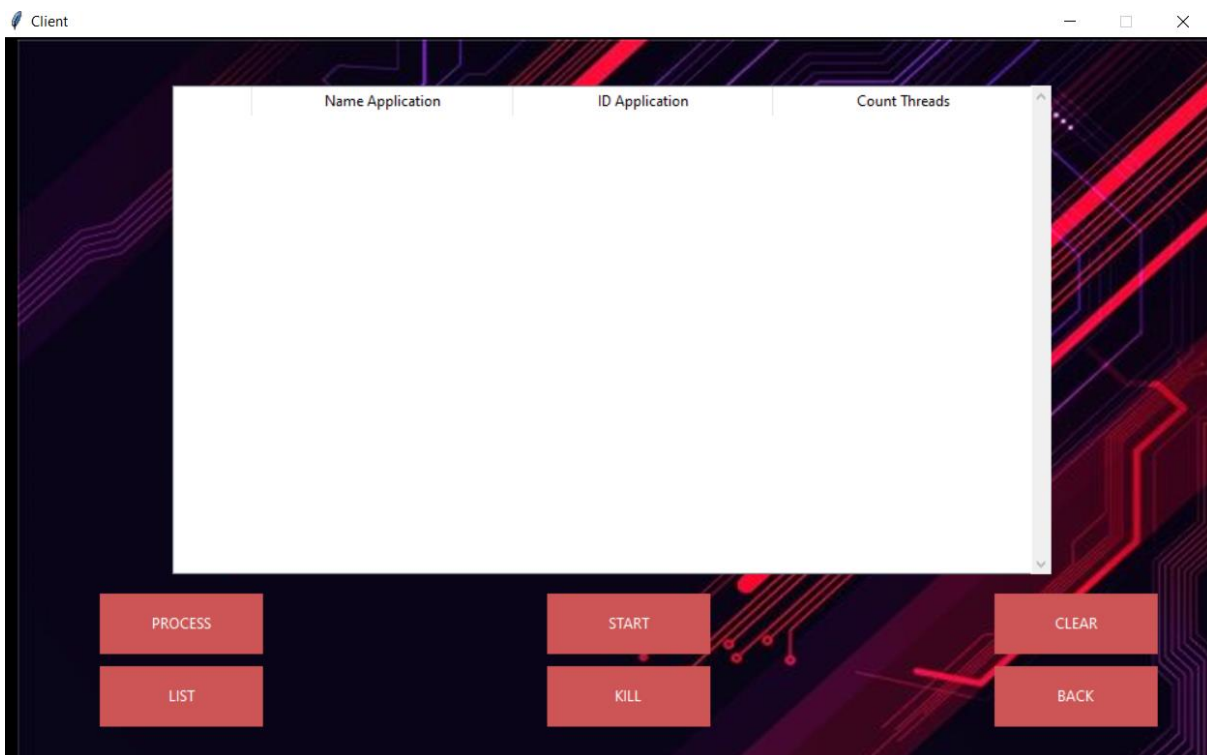 Client
Name Application ID Application Count Threads
PROCESS START CLEAR
LIST KILL BACK